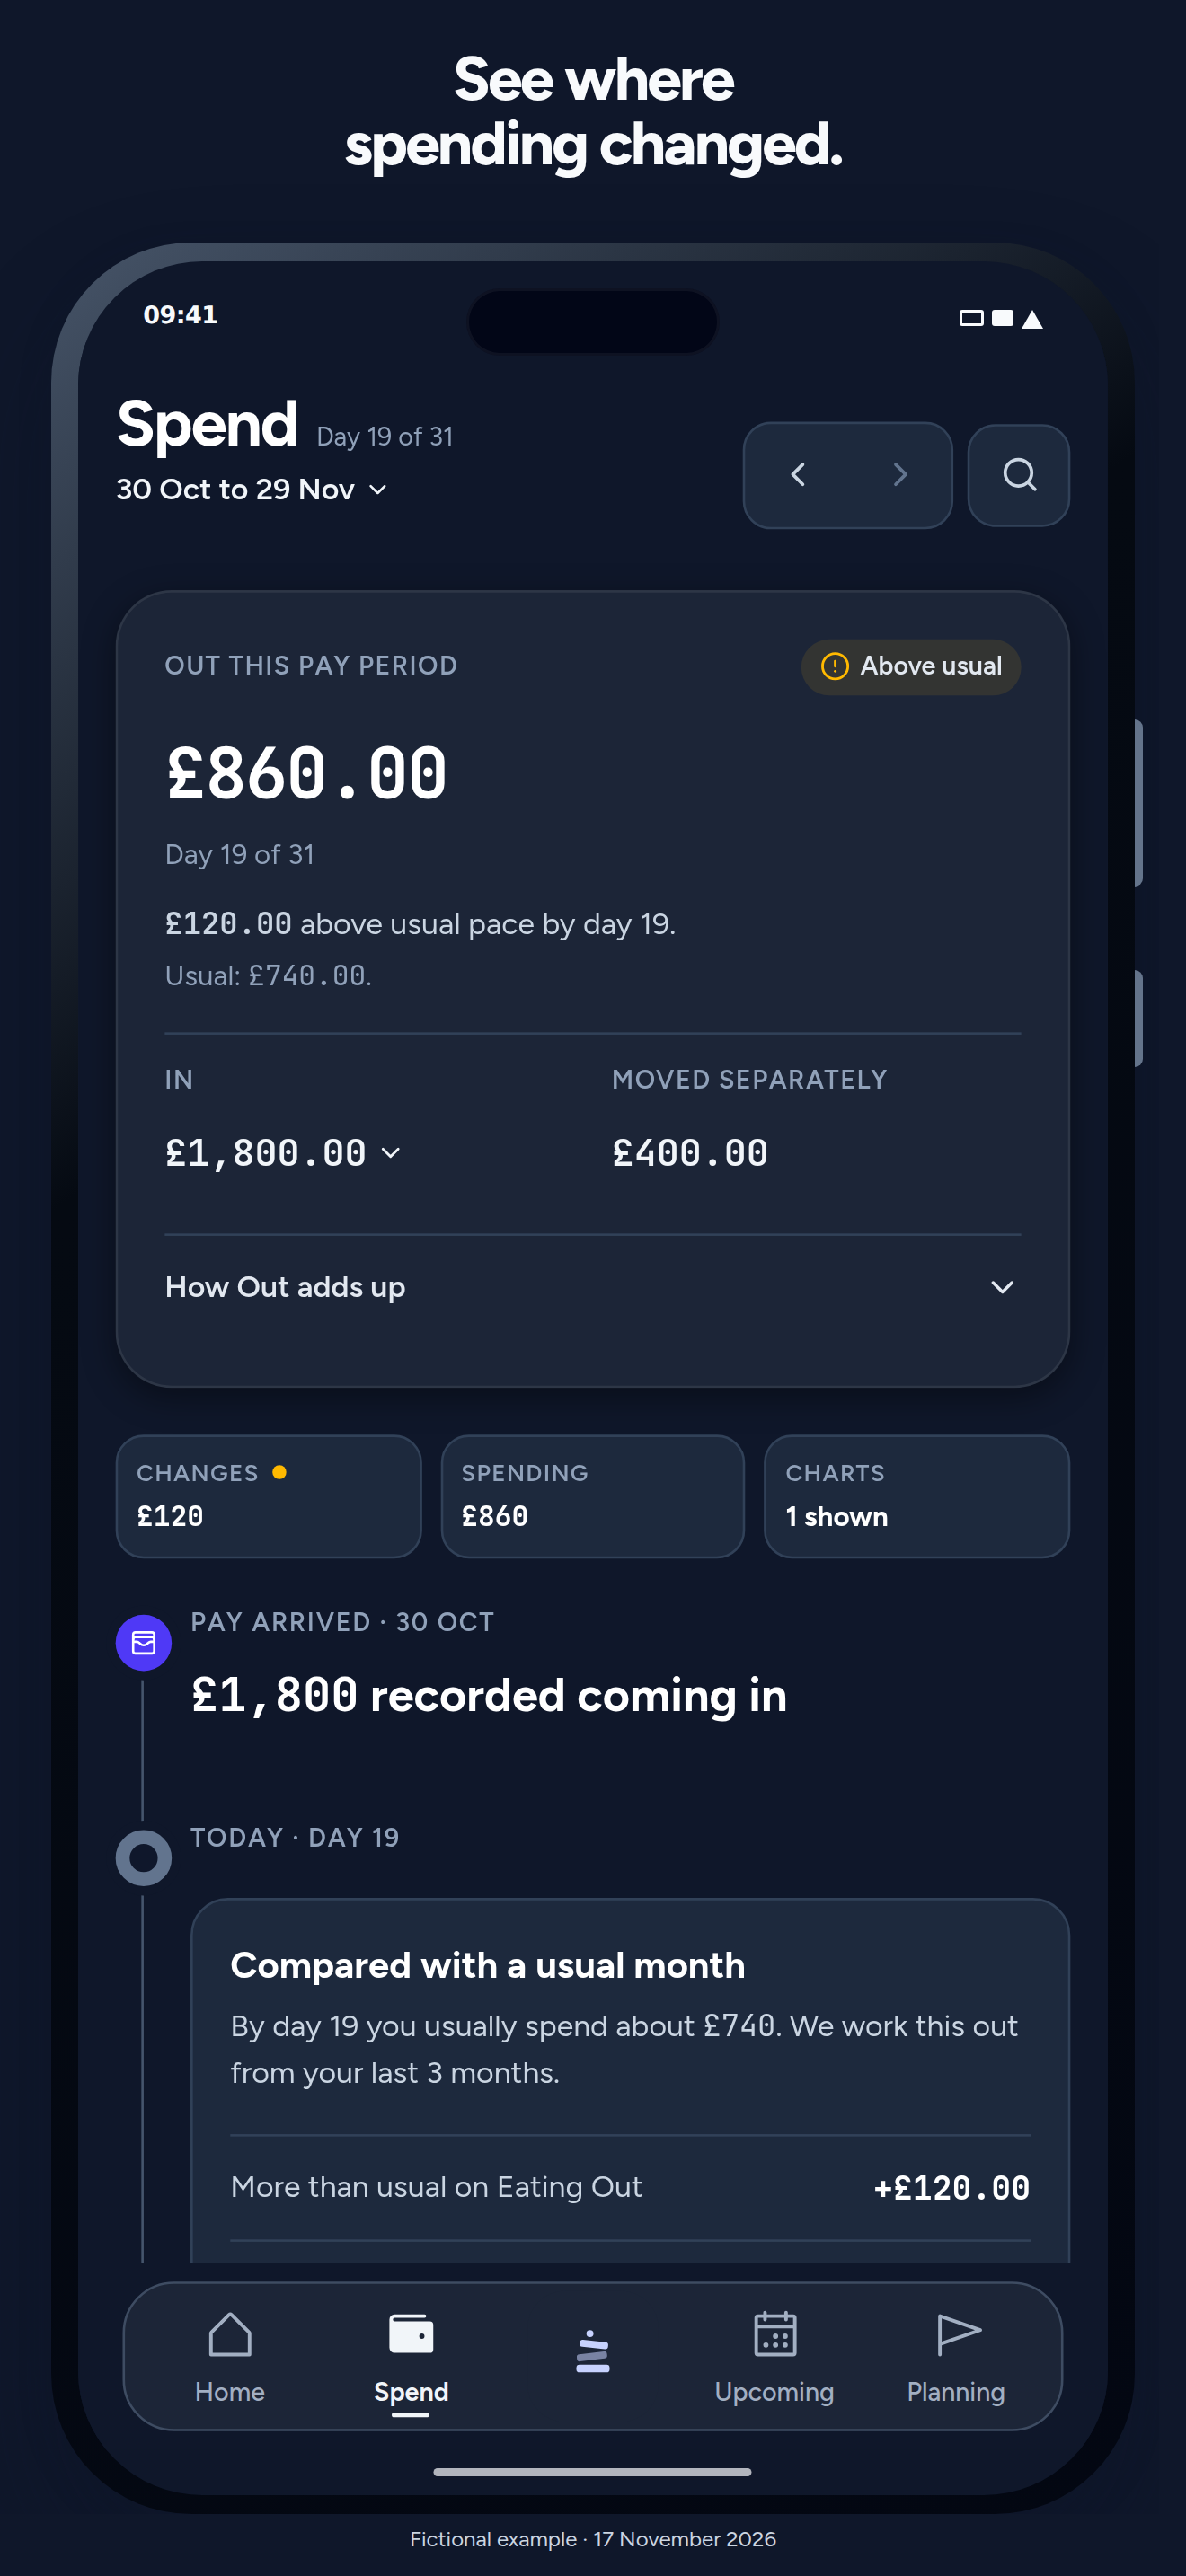 See where
spending changed.
09:41
Spend Day 19 of 31
30 Oct to 29 Nov
OUT THIS PAY PERIOD
Above usual
£860.00
Day 19 of 31
£120.00 above usual pace by day 19.
Usual: £740.00.
IN
MOVED SEPARATELY
£1,800.00
£400.00
How Out adds up
CHANGES
£120
SPENDING
£860
CHARTS
1 shown
PAY ARRIVED · 30 OCT
£1,800 recorded coming in
TODAY · DAY 19
Compared with a usual month
By day 19 you usually spend about £740. We work this out
from your last 3 months.
More than usual on Eating Out +£120.00
Home
Spend
Upcoming
Planning
Fictional example · 17 November 2026